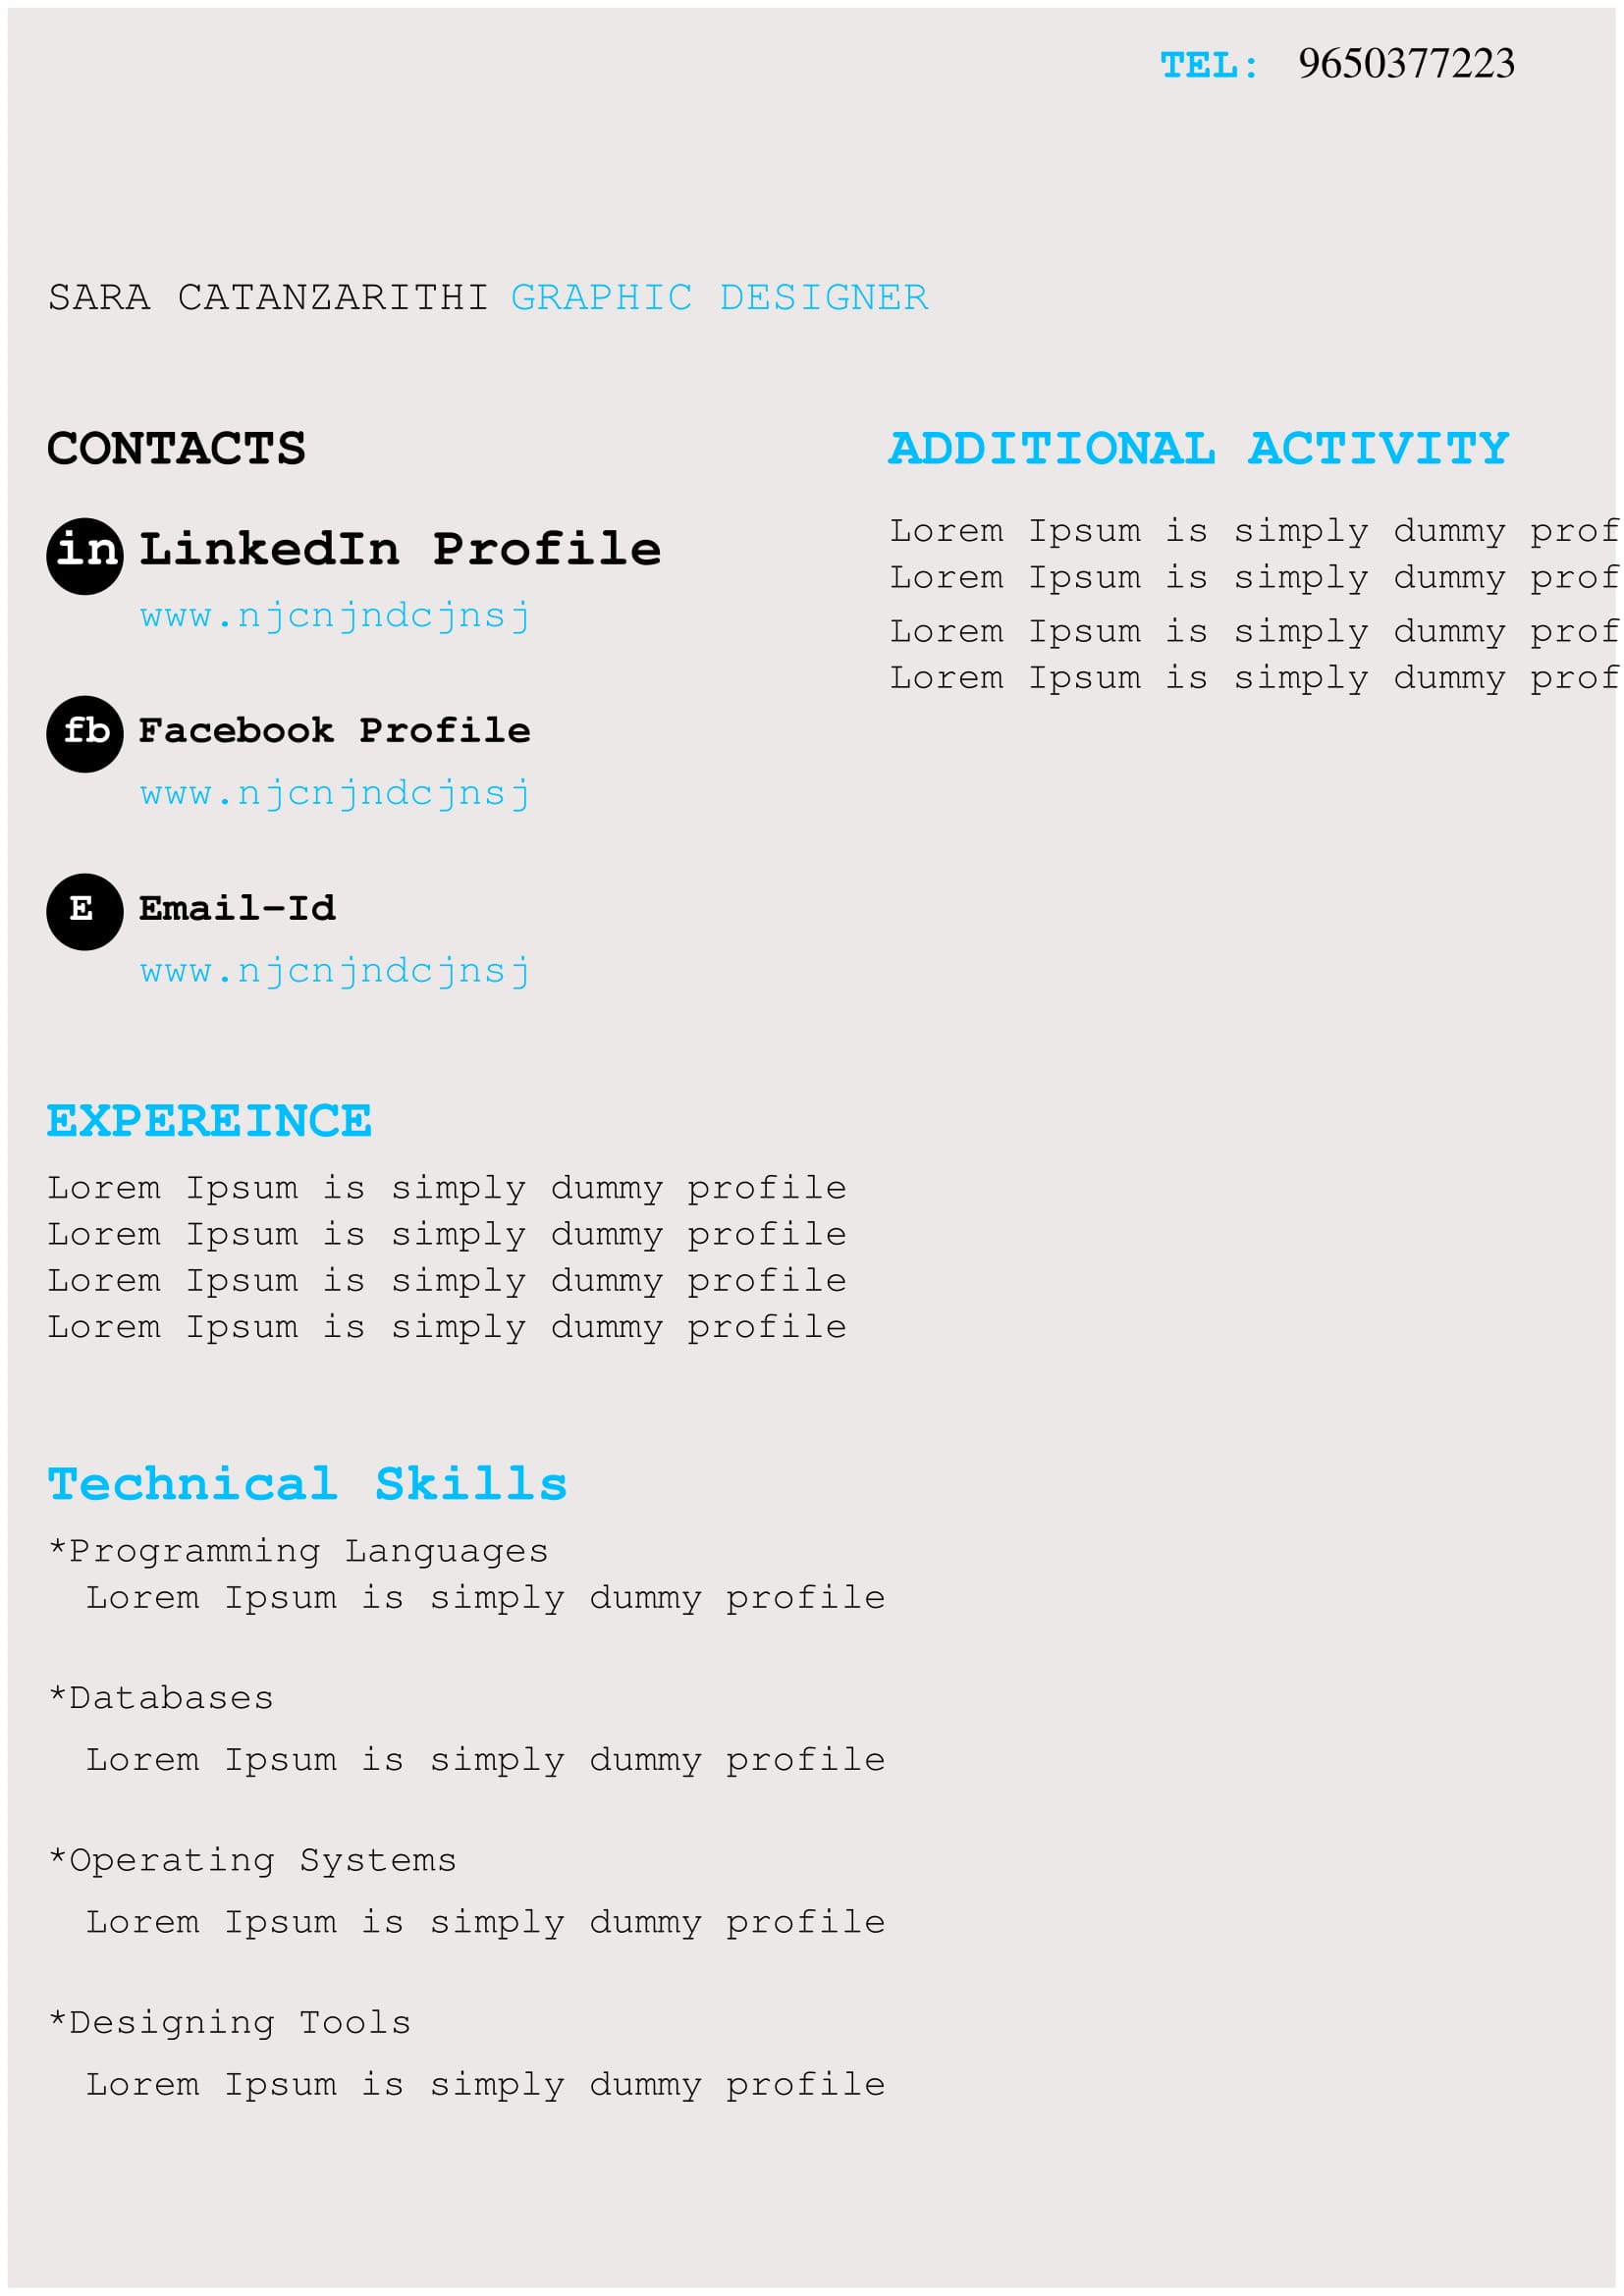 TEL: 9650377223
SARA CATANZARITHI GRAPHIC DESIGNER
CONTACTS
in LinkedIn Profile
www.njcnjndcjnsj
fb Facebook Profile
www.njcnjndcjnsj
E Email-Id
www.njcnjndcjnsj
EXPEREINCE
Lorem Ipsum is simply dummy profile
Lorem Ipsum is simply dummy profile
Lorem Ipsum is simply dummy profile
Lorem Ipsum is simply dummy profile
Technical Skills
*Programming Languages
Lorem Ipsum is simply dummy profile
*Databases
Lorem Ipsum is simply dummy profile
*Operating Systems
Lorem Ipsum is simply dummy profile
*Designing Tools
Lorem Ipsum is simply dummy profile
ADDITIONAL ACTIVITY
Lorem Ipsum is simply dummy prof
Lorem Ipsum is simply dummy prof
Lorem Ipsum is simply dummy prof
Lorem Ipsum is simply dummy prof